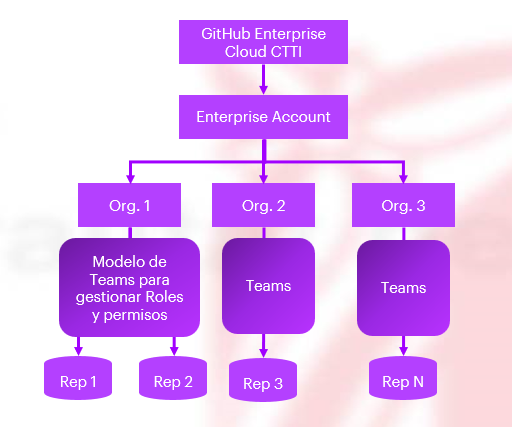 GitHub Enterprise
Cloud CTTI
Enterprise Account
Org. 1
Org. 2
Org. 3
Modelo de
Teams para
gestionar Roles
y permisos
Teams
Teams
Rep 1
Rep 2
Rep 3
Rep N